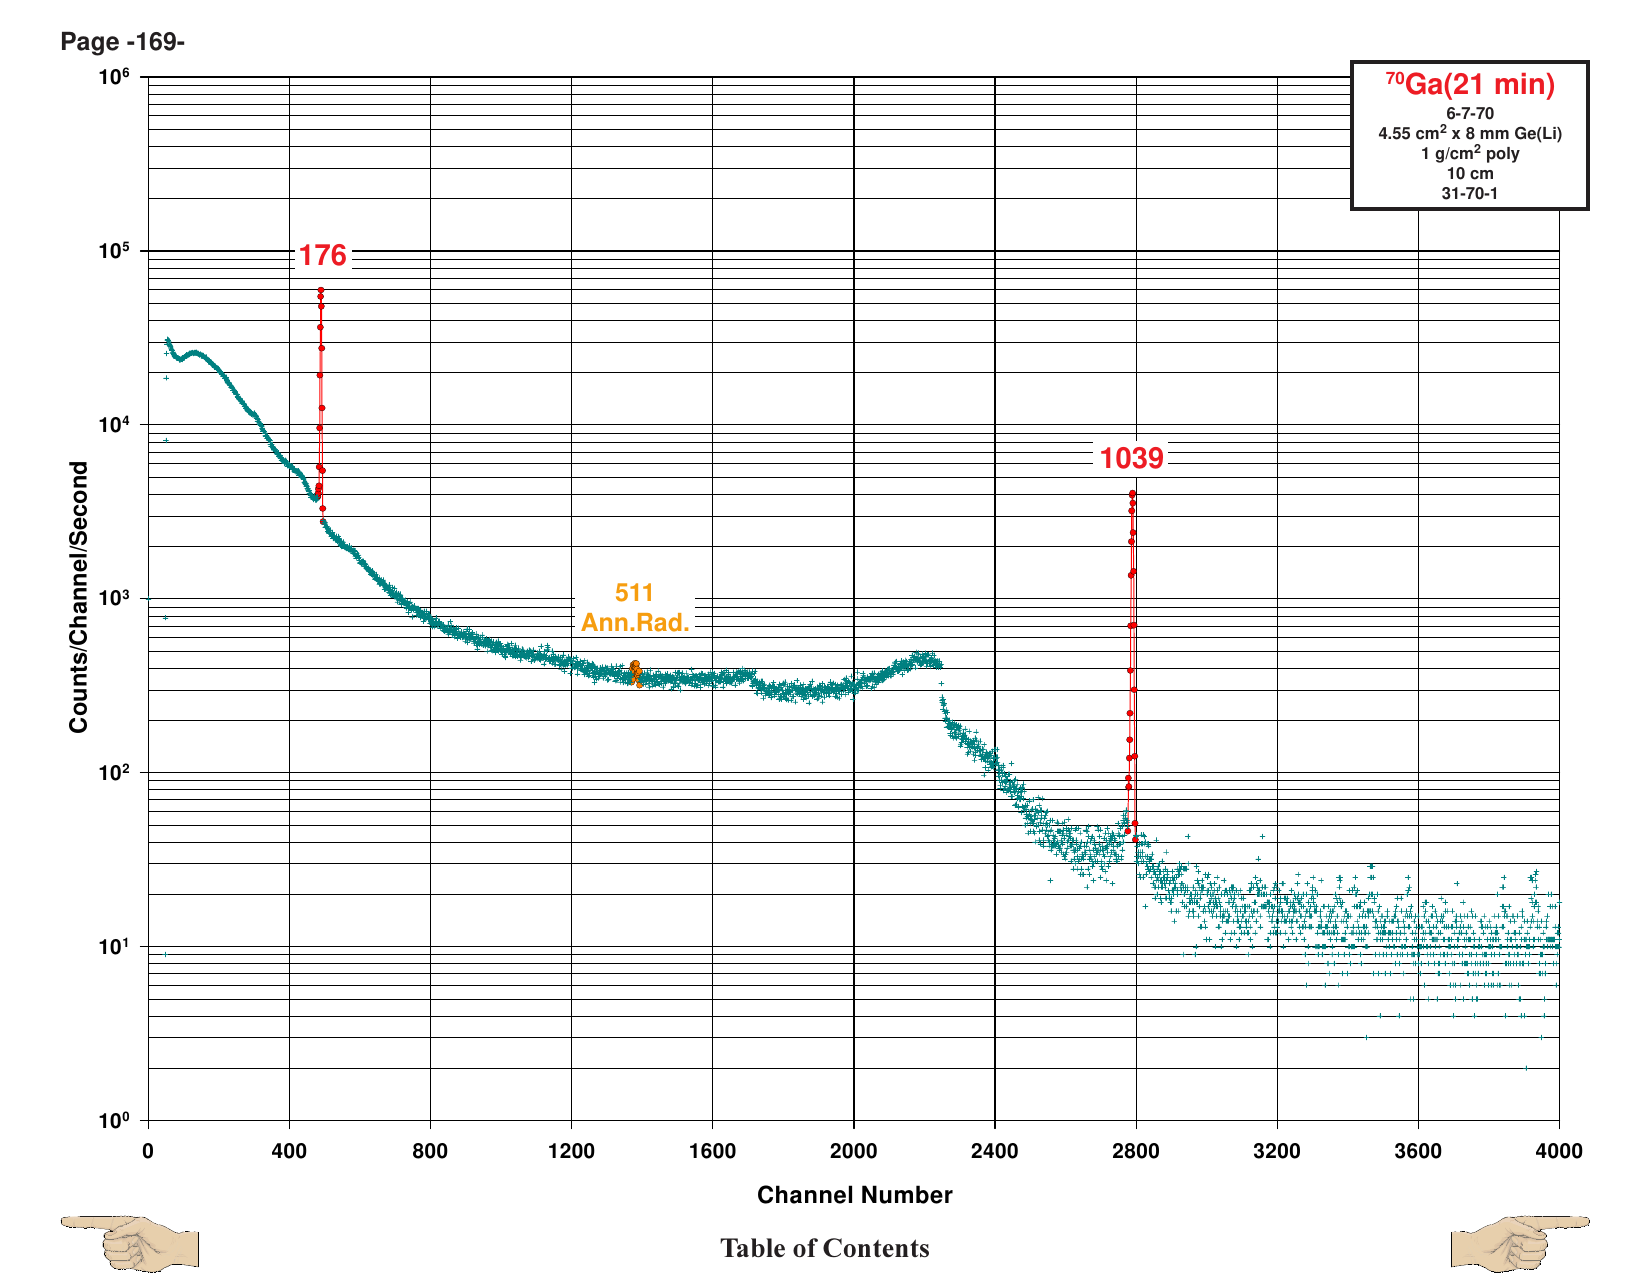 Page -169-
⁷⁰Ga(21 min)
6-7-70
4.55 cm² x 8 mm Ge(Li)
1 g/cm² poly
10 cm
31-70-1
10⁶
10⁵
10⁴
10³
10²
10¹
10⁰
Counts/Channel/Second
176
511
Ann.Rad.
1039
0 400 800 1200 1600 2000 2400 2800 3200 3600 4000
Channel Number
Table of Contents